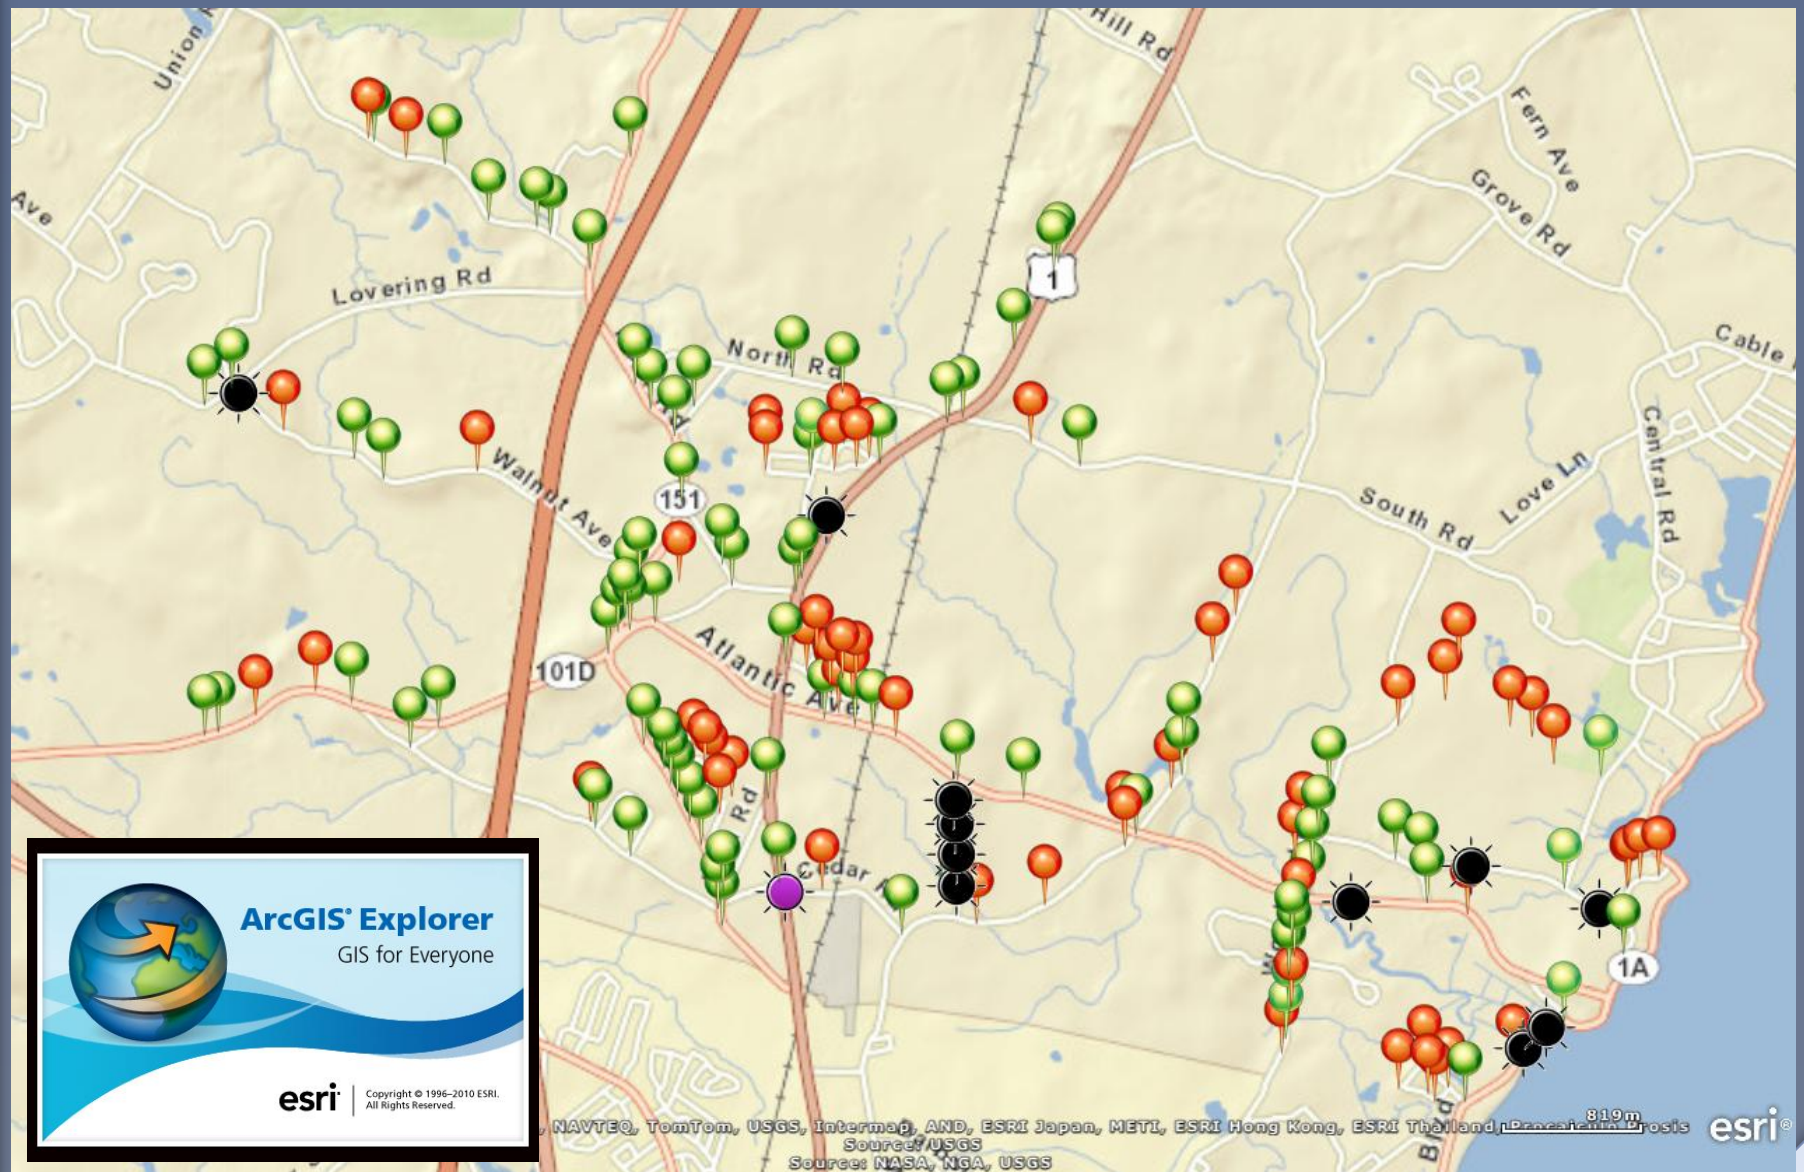 Union
Hill Rd
Fern Ave
Ave
Grove Rd
1
Lovering Rd
Cable
North Rd
Central Rd
Walnut Ave
151
Love Ln
South Rd
Atlantic Ave
101D
Rd
Cedar
1A
ArcGIS® Explorer
GIS for Everyone
esri
Copyright © 1996–2010 ESRI.
All Rights Reserved.
819m
, NAVTEQ, TomTom, USGS, Intermap, AND, ESRI Japan, METI, ESRI Hong Kong, ESRI Thailand,
esri®
Source: USGS
Blvd
Source: NASA, NGA, USGS